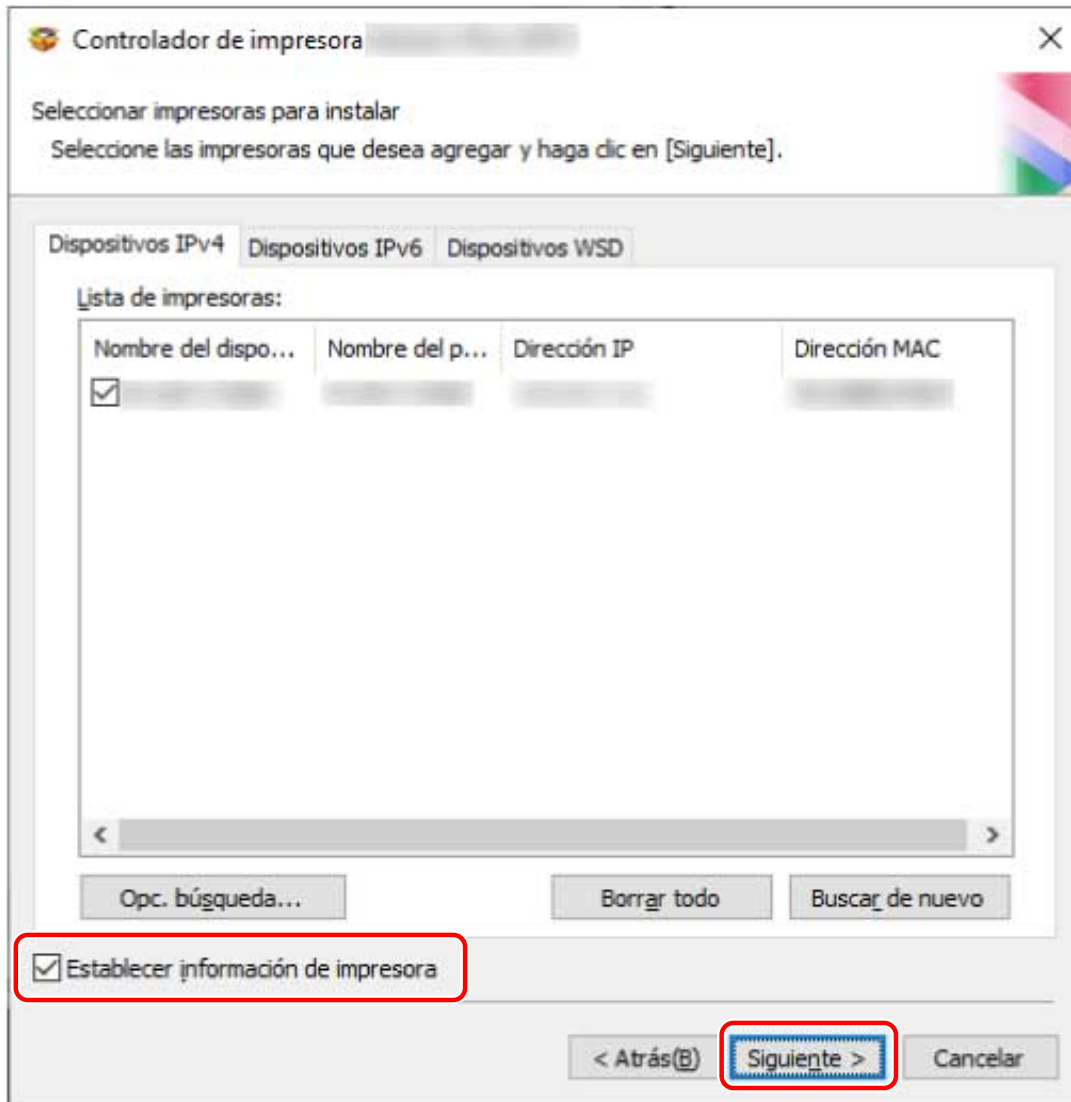 Controlador de impresora
Seleccionar impresoras para instalar
Seleccione las impresoras que desea agregar y haga clic en [Siguiente].
Dispositivos IPv4 Dispositivos IPv6 Dispositivos WSD
Lista de impresoras:
Nombre del dispo... Nombre del p... Dirección IP Dirección MAC
Opc. búsqueda... Borrar todo Buscar de nuevo
Establecer información de impresora
< Atrás(B) Siguiente > Cancelar